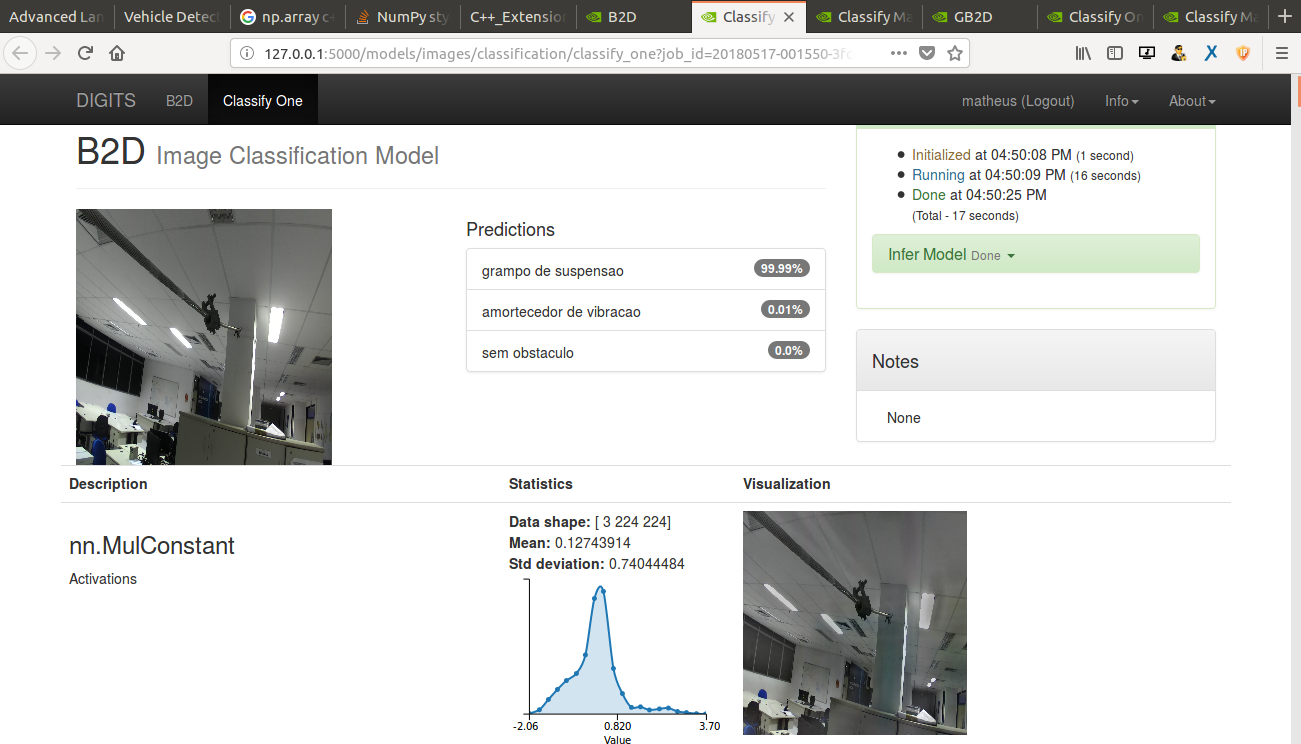 Advanced Lan
Vehicle Detec
np.array c
NumPy sty
C++_Extension
B2D
Classify
Classify Ma
GB2D
Classify On
Classify Ma
127.0.0.1:5000/models/images/classification/classify_one?job_id=20180517-001550-3fc
DIGITS B2D Classify One matheus (Logout) Info About
B2D Image Classification Model
Initialized at 04:50:08 PM (1 second)
Running at 04:50:09 PM (16 seconds)
Done at 04:50:25 PM
(Total - 17 seconds)
Infer Model Done
Notes
None
Predictions
grampo de suspensao 99.99%
amortecedor de vibracao 0.01%
sem obstaculo 0.0%
Description Statistics Visualization
nn.MulConstant
Activations
Data shape: [ 3 224 224]
Mean: 0.12743914
Std deviation: 0.74044484
-2.06 0.820 3.70
Value